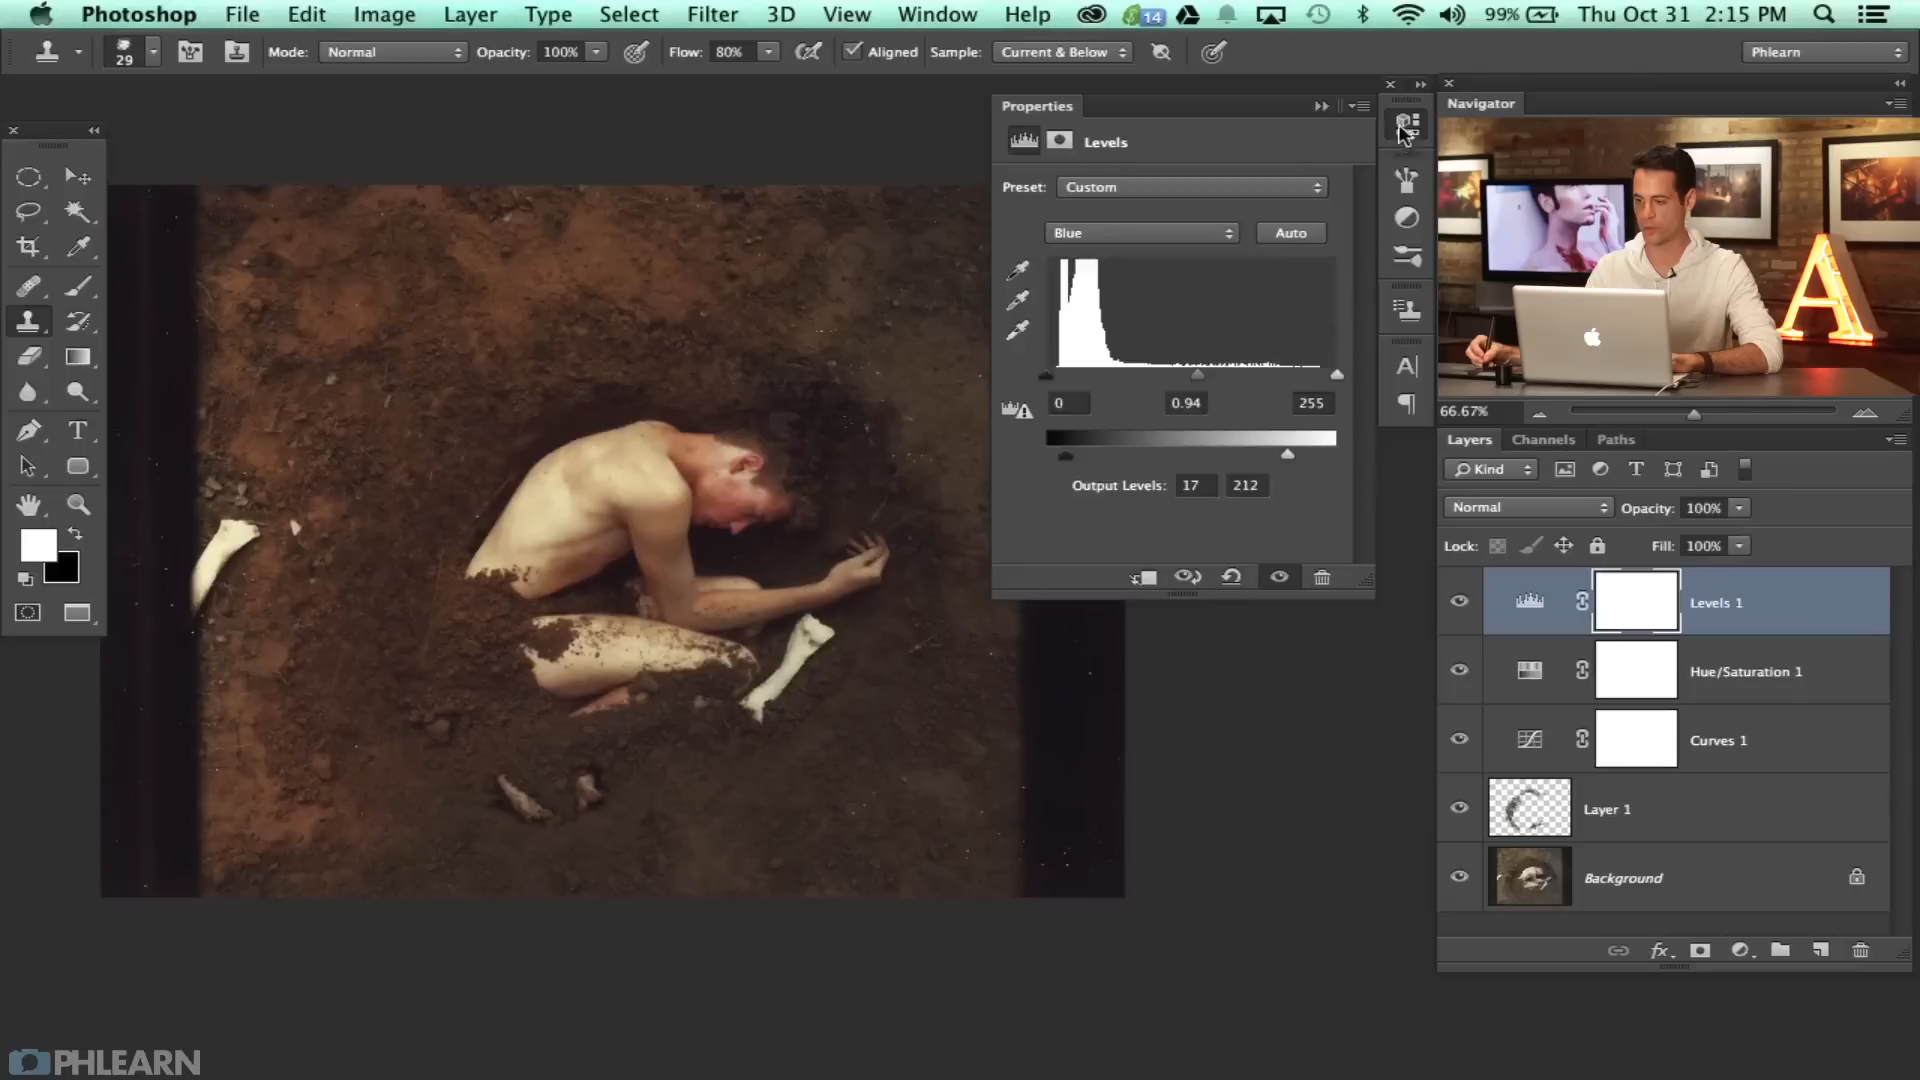 Photoshop File Edit Image Layer Type Select Filter 3D View Window Help 14 99% Thu Oct 31 2:15 PM
29 Mode: Normal Opacity: 100% Flow: 80% Aligned Sample: Current & Below Phlearn
Properties
Navigator
Levels
Preset: Custom
Blue Auto
0 0.94 255
Output Levels: 17 212
A
66.67%
Layers Channels Paths
Kind
Normal Opacity: 100%
Lock: Fill: 100%
Levels 1
Hue/Saturation 1
Curves 1
Layer 1
Background
fx
PHLEARN